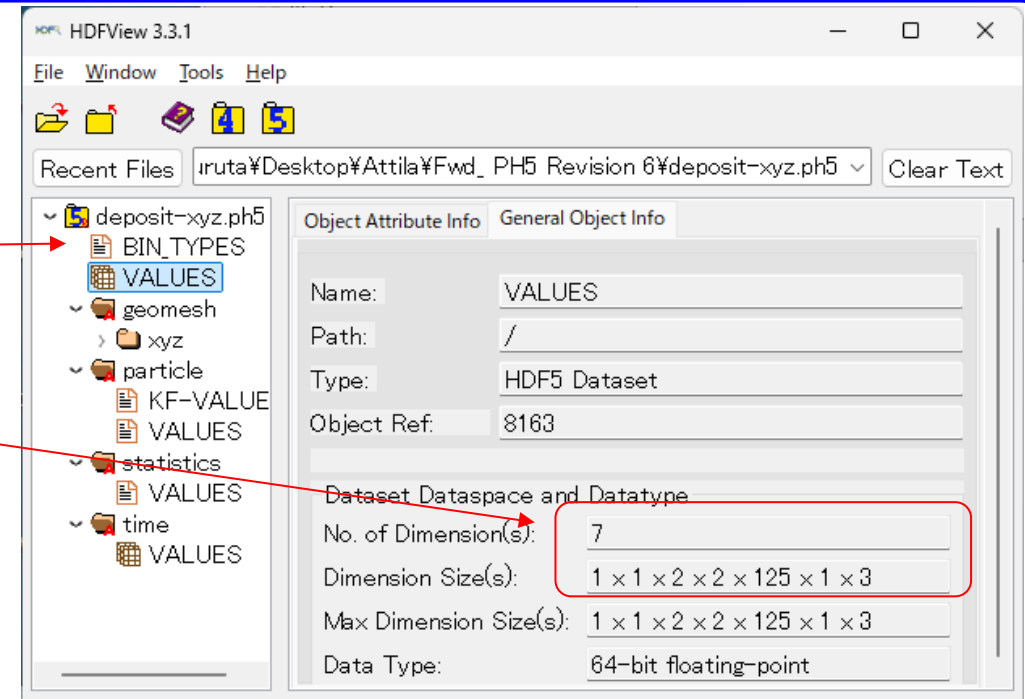 HDFView 3.3.1
File Window Tools Help
4 5
Recent Files ruta¥Desktop¥Attila¥Fwd_ PH5 Revision 6¥deposit-xyz.ph5 Clear Text
deposit-xyz.ph5
BIN_TYPES
VALUES
geomesh
xyz
particle
KF-VALUE
VALUES
statistics
VALUES
time
VALUES
Object Attribute Info General Object Info
Name: VALUES
Path: /
Type: HDF5 Dataset
Object Ref: 8163
Dataset Dataspace and Datatype
No. of Dimension(s): 7
Dimension Size(s): 1 × 1 × 2 × 2 × 125 × 1 × 3
Max Dimension Size(s): 1 × 1 × 2 × 2 × 125 × 1 × 3
Data Type: 64-bit floating-point